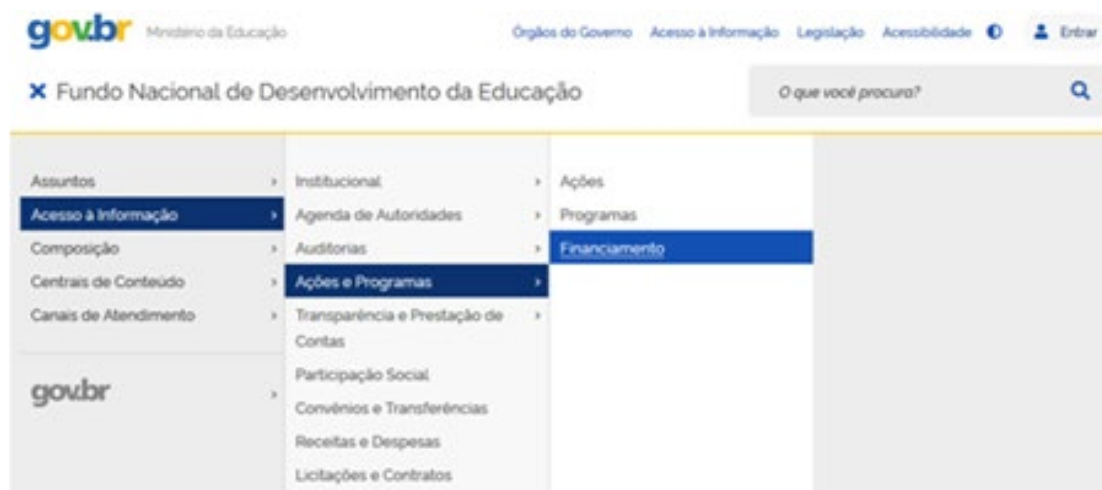 gov.br Ministério da Educação Órgãos do Governo Acesso à Informação Legislação Acessibilidade Entrar
Fundo Nacional de Desenvolvimento da Educação O que você procura?
Assuntos
Acesso à Informação
Composição
Centrais de Conteúdo
Canais de Atendimento
gov.br
Institucional
Agenda de Autoridades
Auditorias
Ações e Programas
Transparência e Prestação de
Contas
Participação Social
Convênios e Transferências
Receitas e Despesas
Licitações e Contratos
Ações
Programas
Financiamento